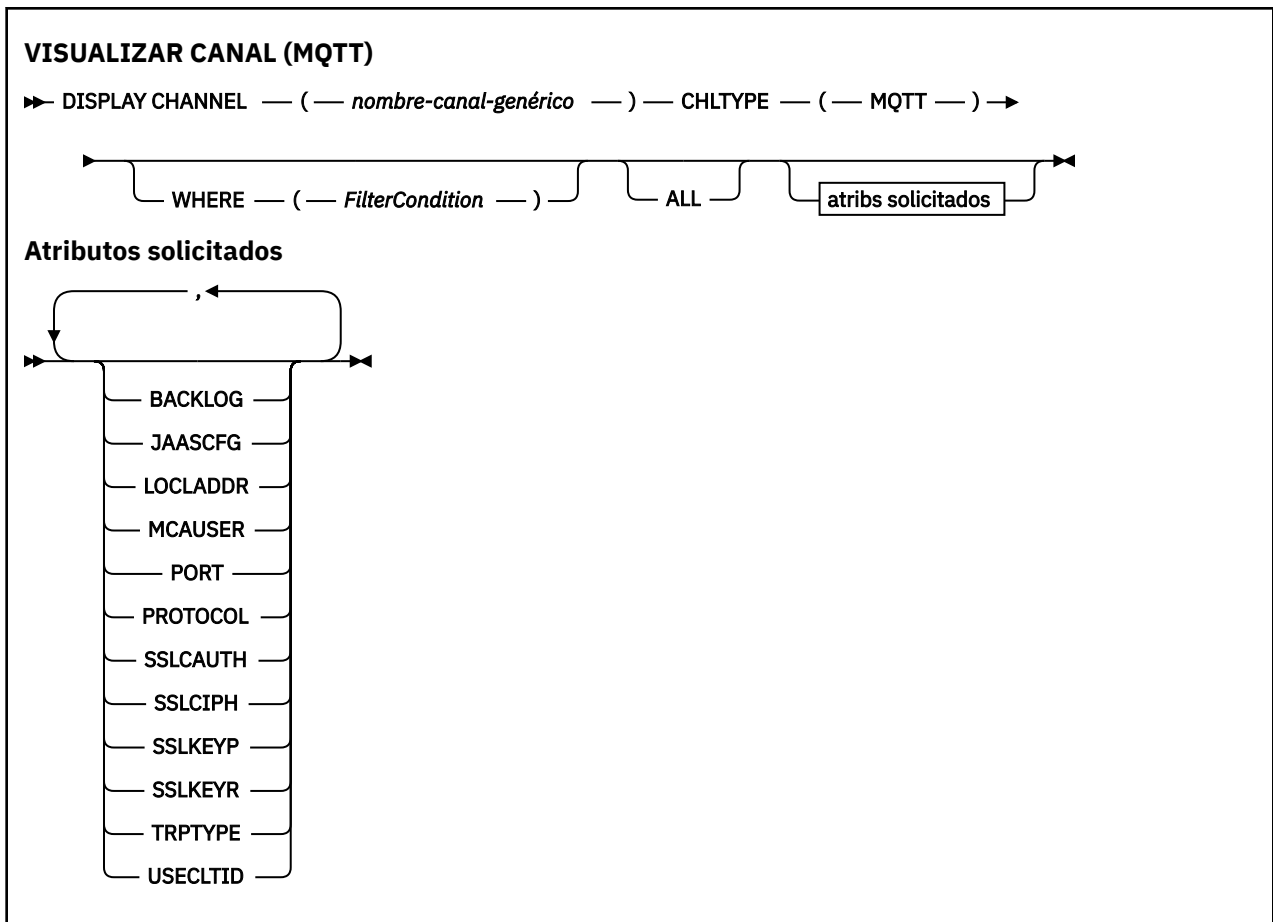 VISUALIZAR CANAL (MQTT)
DISPLAY CHANNEL ( nombre-canal-genérico ) CHLTYPE ( MQTT )
WHERE ( FilterCondition ) ALL atribs solicitados
Atributos solicitados
,
BACKLOG
JAASCFG
LOCLADDR
MCAUSER
PORT
PROTOCOL
SSLCAUTH
SSLCIPH
SSLKEYP
SSLKEYR
TRPTYPE
USECLTID